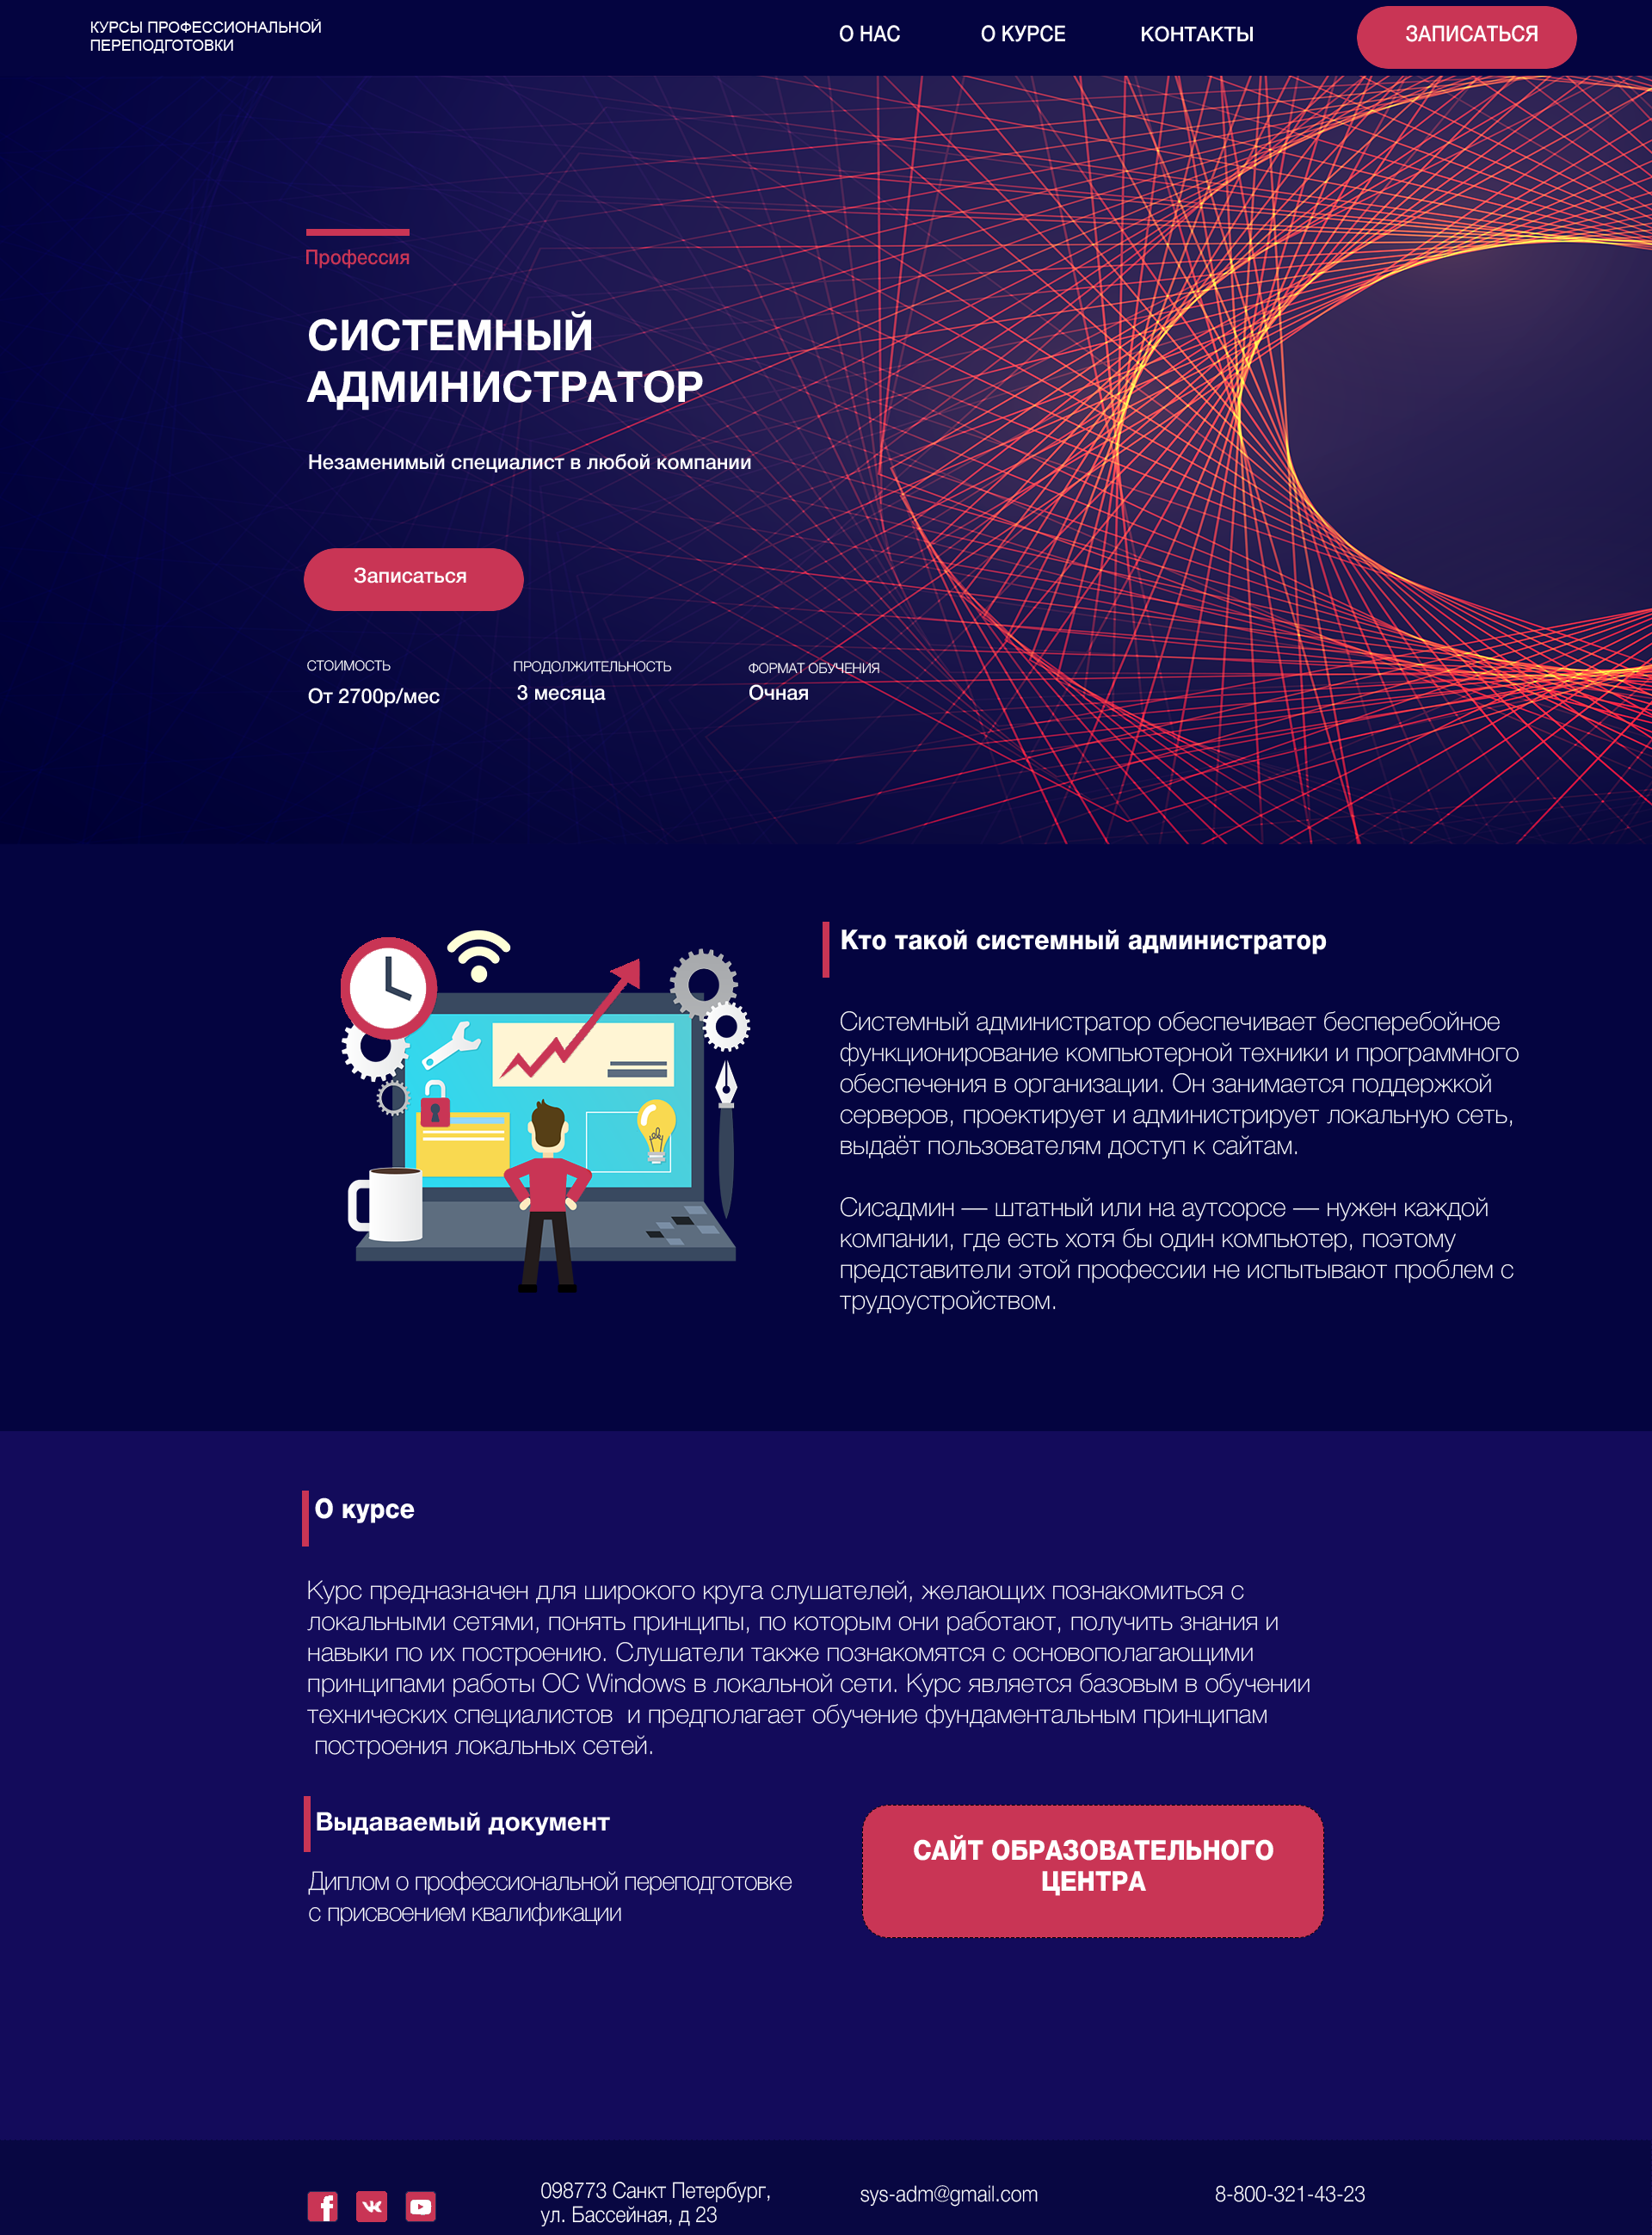 КУРСЫ ПРОФЕССИОНАЛЬНОЙ
ПЕРЕПОДГОТОВКИ
О НАС
О КУРСЕ
КОНТАКТЫ
ЗАПИСАТЬСЯ
Профессия
СИСТЕМНЫЙ
АДМИНИСТРАТОР
Незаменимый специалист в любой компании
Записаться
СТОИМОСТЬ
От 2700р/мес
ПРОДОЛЖИТЕЛЬНОСТЬ
3 месяца
ФОРМАТ ОБУЧЕНИЯ
Очная
Кто такой системный администратор
Системный администратор обеспечивает бесперебойное
функционирование компьютерной техники и программного
обеспечения в организации. Он занимается поддержкой
серверов, проектирует и администрирует локальную сеть,
выдаёт пользователям доступ к сайтам.
Сисадмин — штатный или на аутсорсе — нужен каждой
компании, где есть хотя бы один компьютер, поэтому
представители этой профессии не испытывают проблем с
трудоустройством.
О курсе
Курс предназначен для широкого круга слушателей, желающих познакомиться с
локальными сетями, понять принципы, по которым они работают, получить знания и
навыки по их построению. Слушатели также познакомятся с основополагающими
принципами работы ОС Windows в локальной сети. Курс является базовым в обучении
технических специалистов и предполагает обучение фундаментальным принципам
построения локальных сетей.
Выдаваемый документ
Диплом о профессиональной переподготовке
с присвоением квалификации
САЙТ ОБРАЗОВАТЕЛЬНОГО
ЦЕНТРА
098773 Санкт Петербург,
ул. Бассейная, д 23
sys-adm@gmail.com
8-800-321-43-23